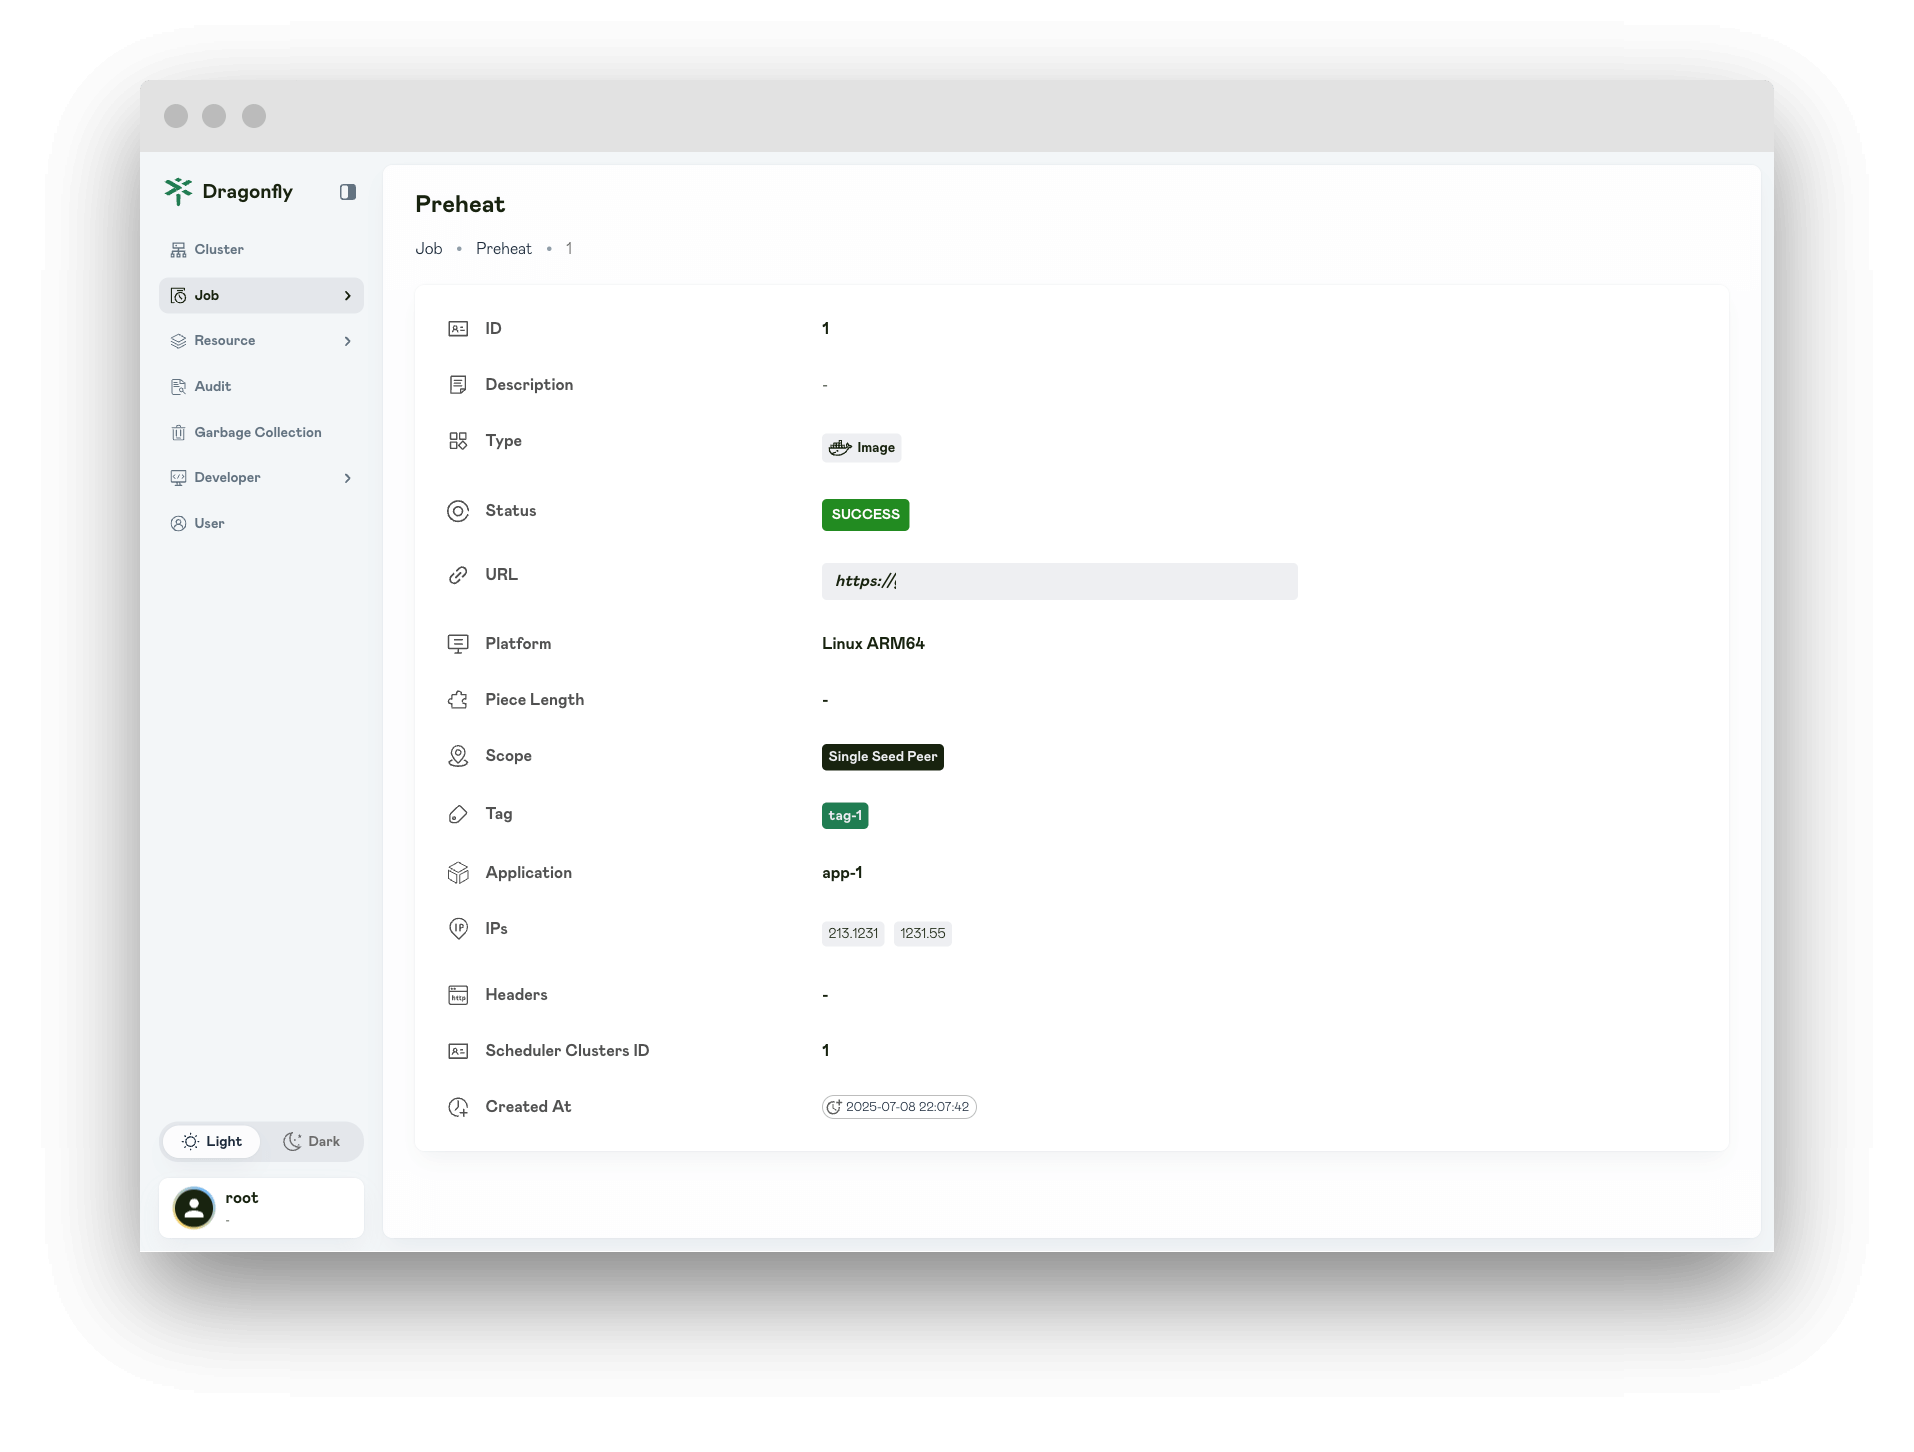 Dragonfly
Cluster
Job
Resource
Audit
Garbage Collection
Developer
User
Light
Dark
root
-
Preheat
Job • Preheat • 1
ID 1
Description -
Type Image
Status SUCCESS
URL https://
Platform Linux ARM64
Piece Length -
Scope Single Seed Peer
Tag tag-1
Application app-1
IPs 213.1231 1231.55
Headers -
Scheduler Clusters ID 1
Created At 2025-07-08 22:07:42